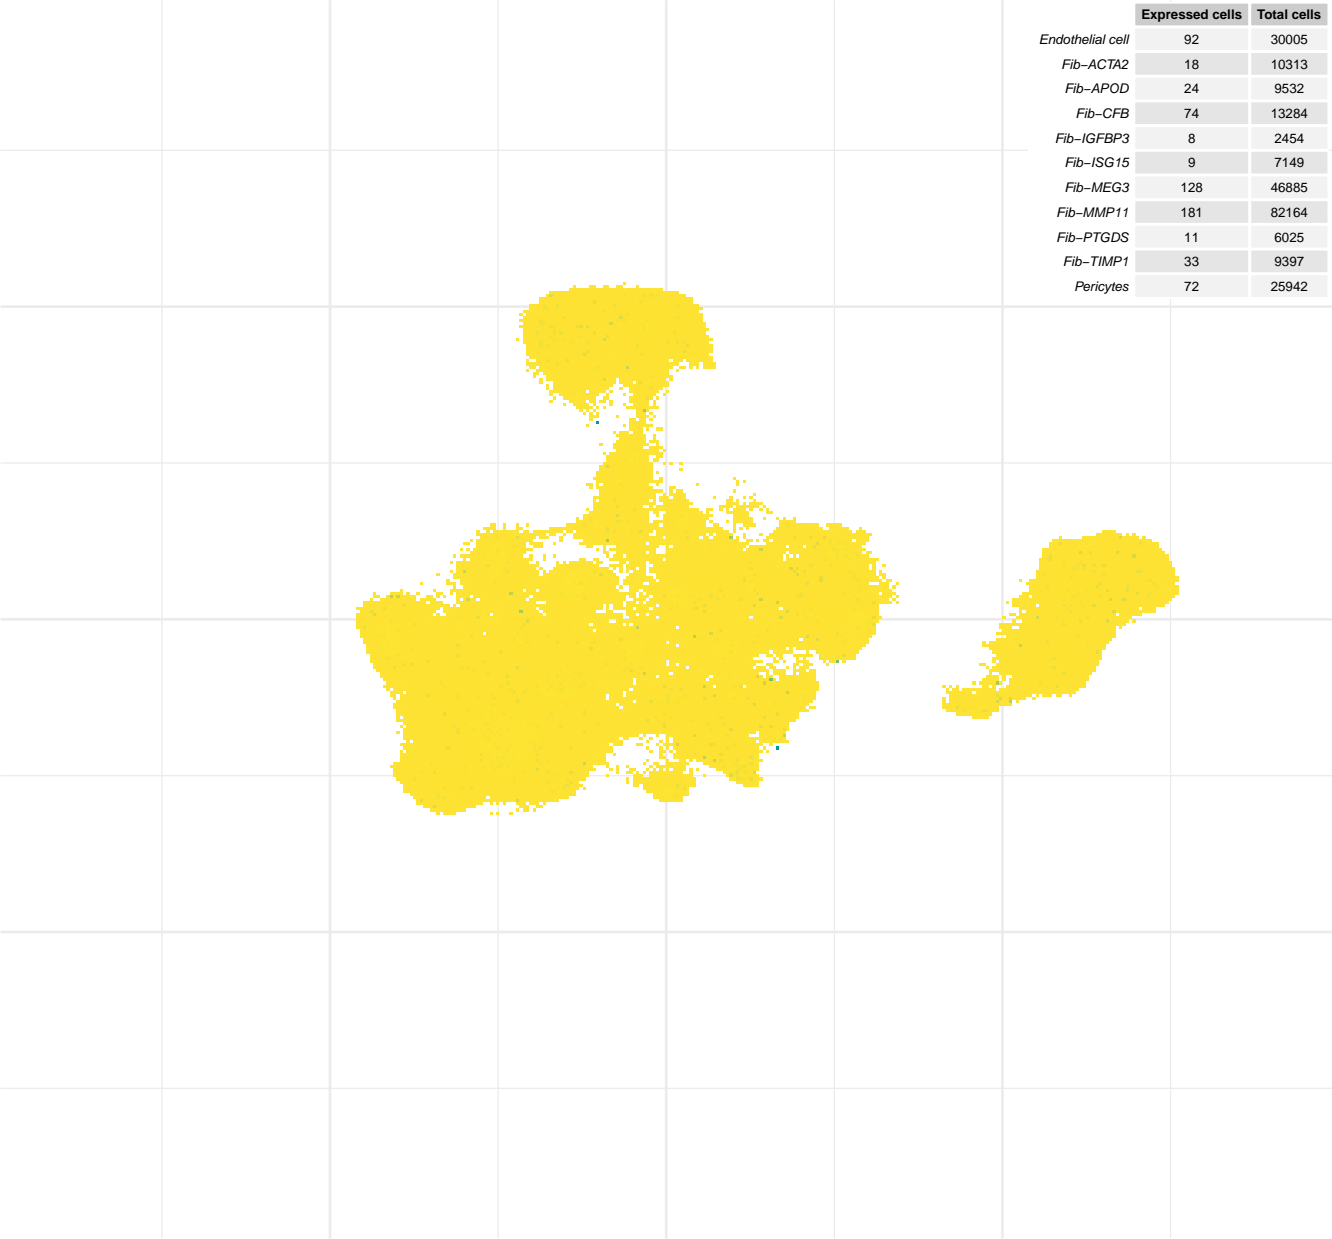 Expressed cells Total cells
Endothelial cell 92 30005
Fib−ACTA2 18 10313
Fib−APOD 24 9532
Fib−CFB 74 13284
Fib−IGFBP3 8 2454
Fib−ISG15 9 7149
Fib−MEG3 128 46885
Fib−MMP11 181 82164
Fib−PTGDS 11 6025
Fib−TIMP1 33 9397
Pericytes 72 25942